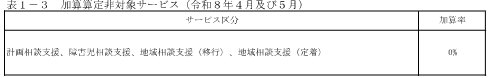 表1-3　加算算定非対象サービス（令和8年4月及び5月）
サービス区分　加算率
計画相談支援、障害児相談支援、地域相談支援（移行）、地域相談支援（定着）　0%